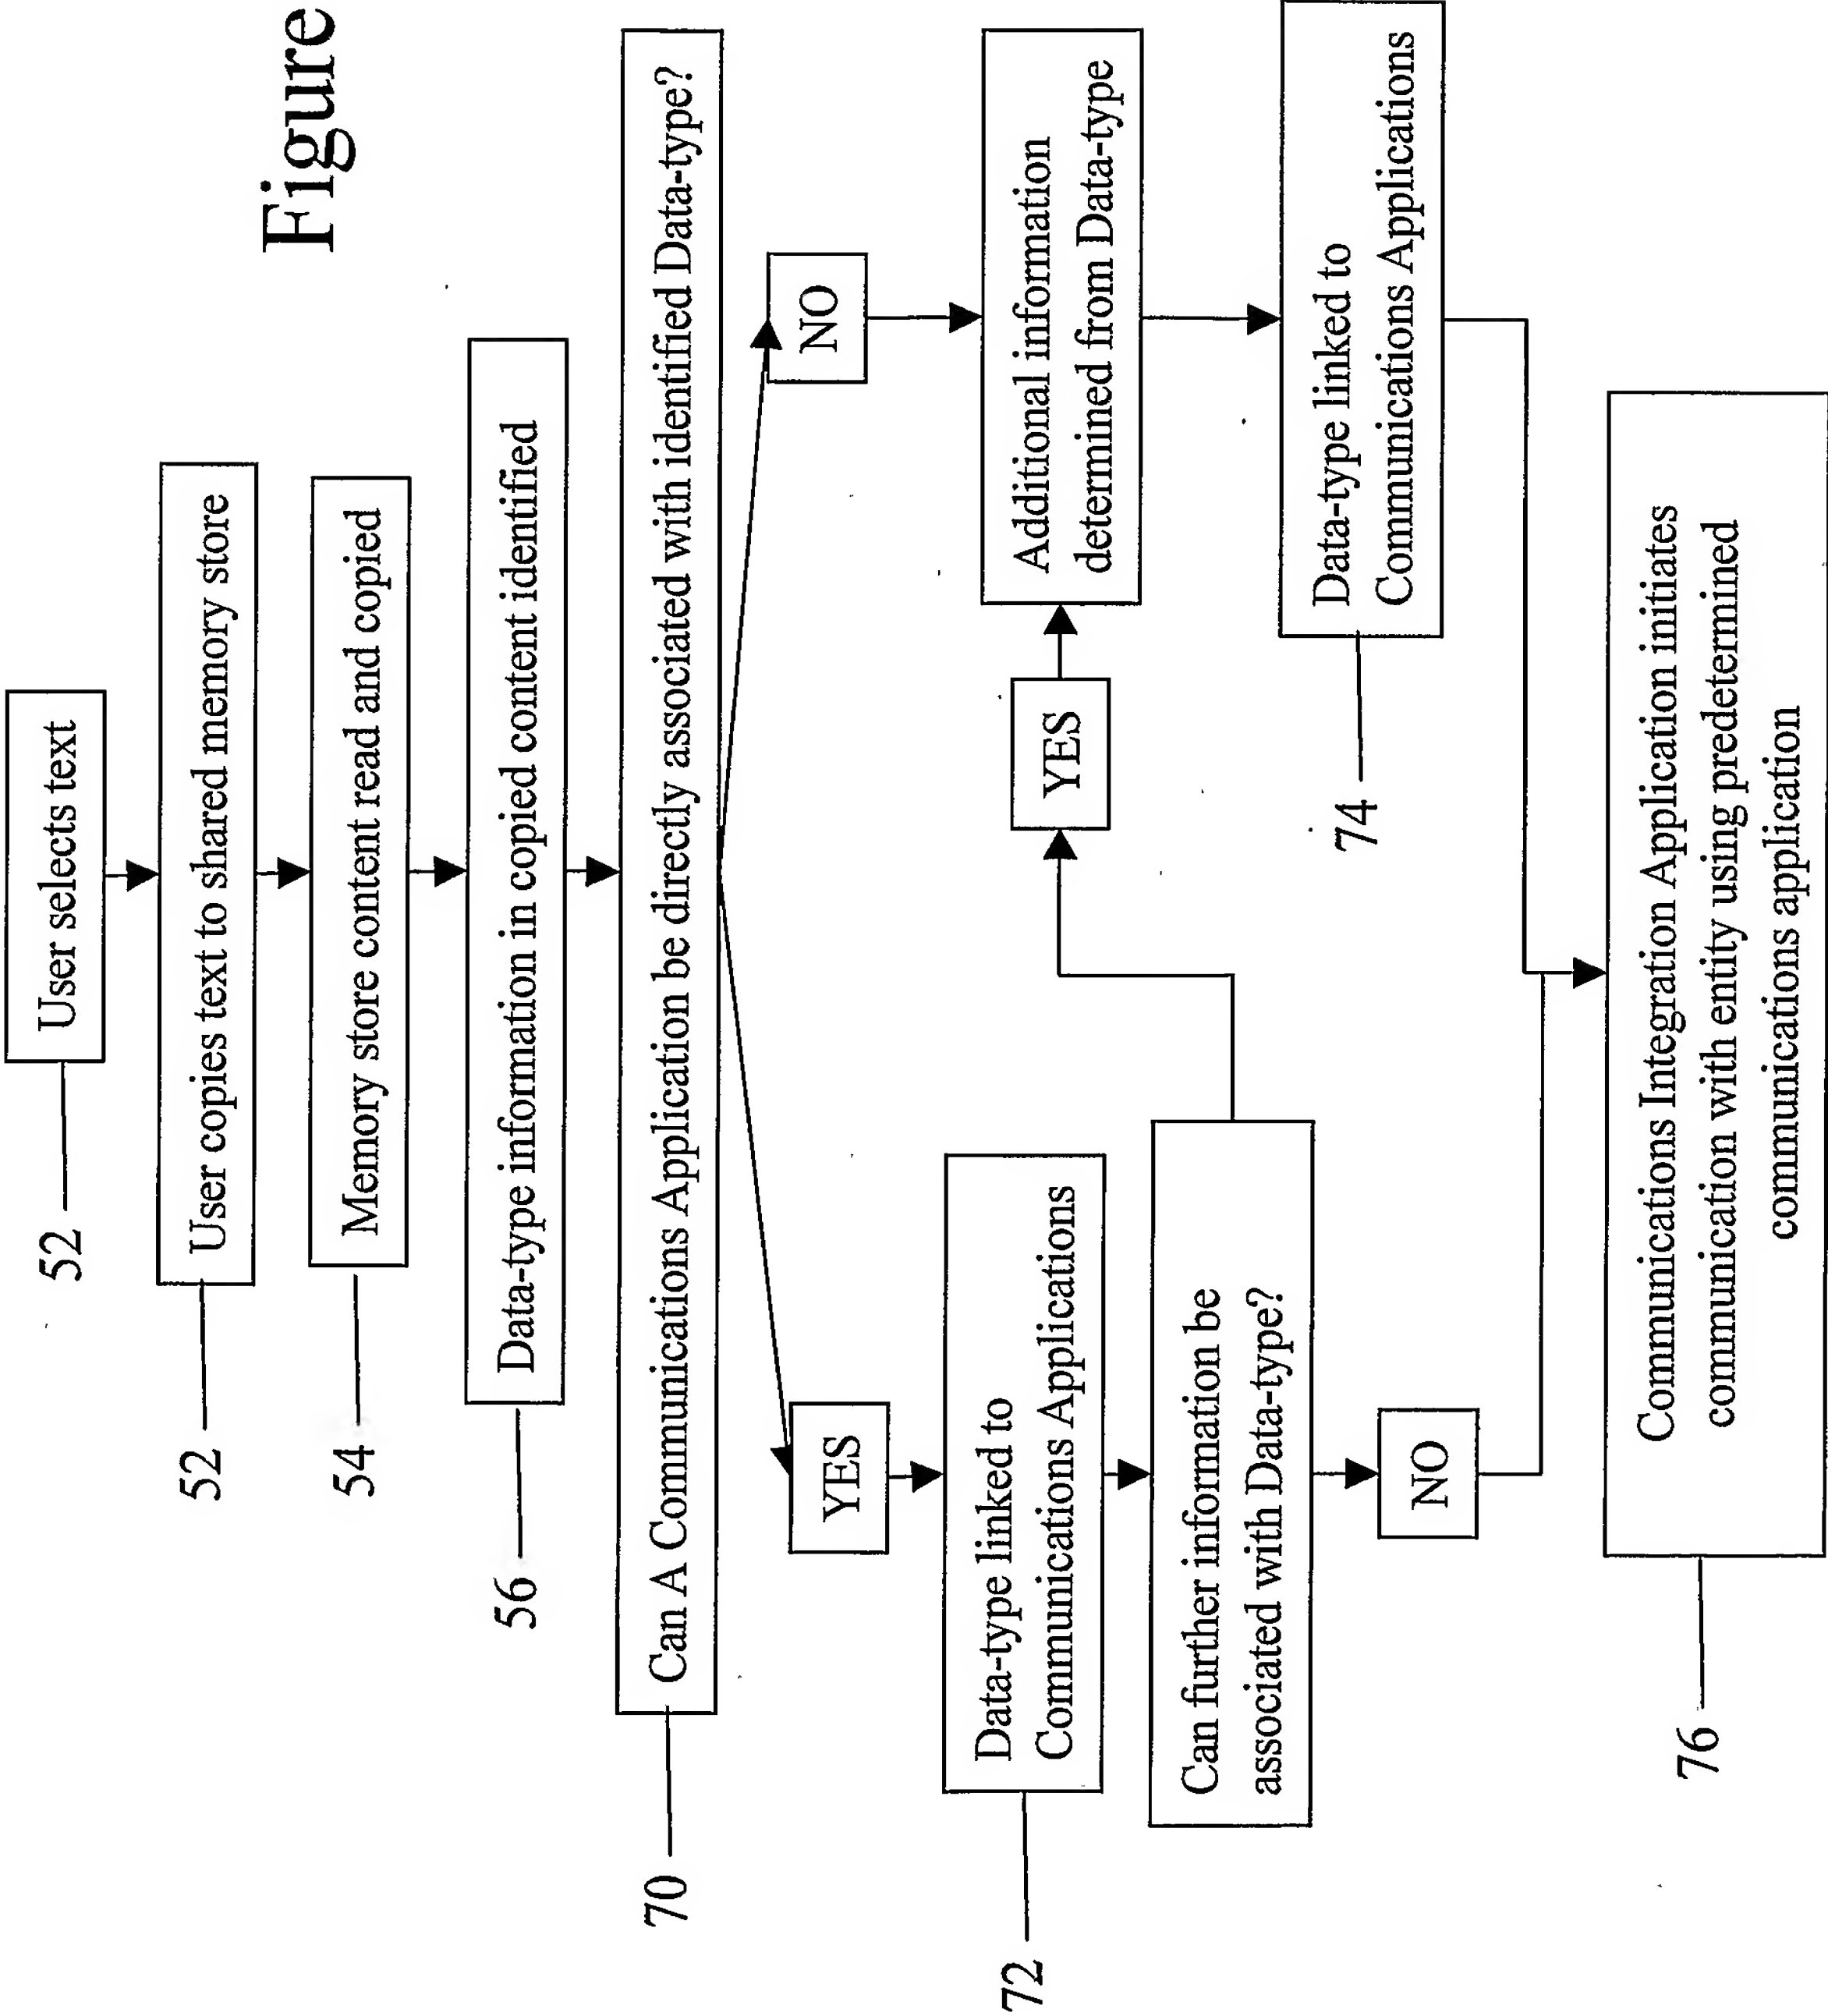 Figure
User selects text
52
User copies text to shared memory store
52
Memory store content read and copied
54
Data-type information in copied content identified
56
Can A Communications Application be directly associated with identified Data-type?
70
YES
NO
Data-type linked to
Communications Applications
72
Can further information be
associated with Data-type?
YES
Additional information
determined from Data-type
NO
Data-type linked to
Communications Applications
74
Communications Integration Application initiates
communication with entity using predetermined
communications application
76